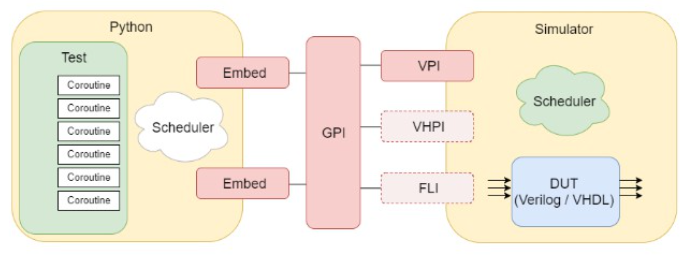 Python
Test
Coroutine
Coroutine
Coroutine
Coroutine
Coroutine
Coroutine
Scheduler
Embed
Embed
GPI
VPI
VHPI
FLI
Simulator
Scheduler
DUT
(Verilog / VHDL)